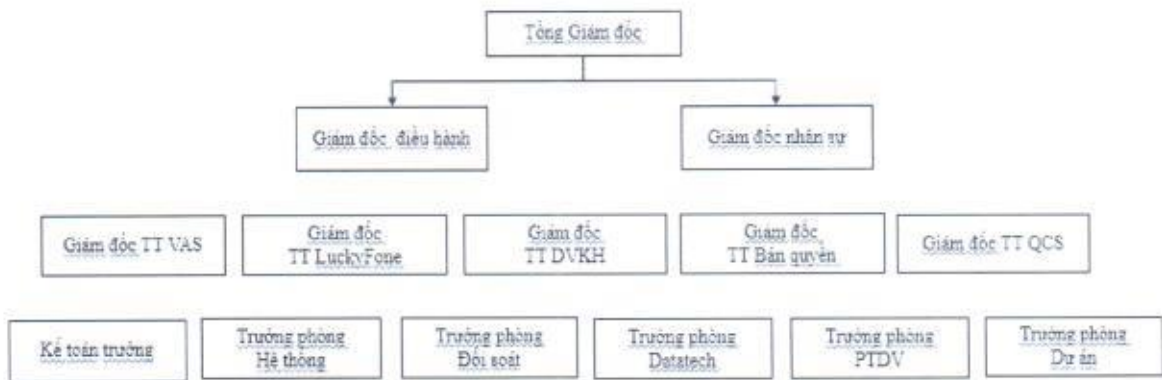 Tổng Giám đốc
Giám đốc điều hành
Giám đốc nhân sự
Giám đốc TT VAS
Giám đốc
TT LuckyFone
Giám đốc
TT DVKH
Giám đốc
TT Bản quyền
Giám đốc TT QCS
Kế toán trưởng
Trưởng phòng
Hệ thống
Trưởng phòng
Đối soát
Trưởng phòng
Datatech
Trưởng phòng
PTDV
Trưởng phòng
Dự án